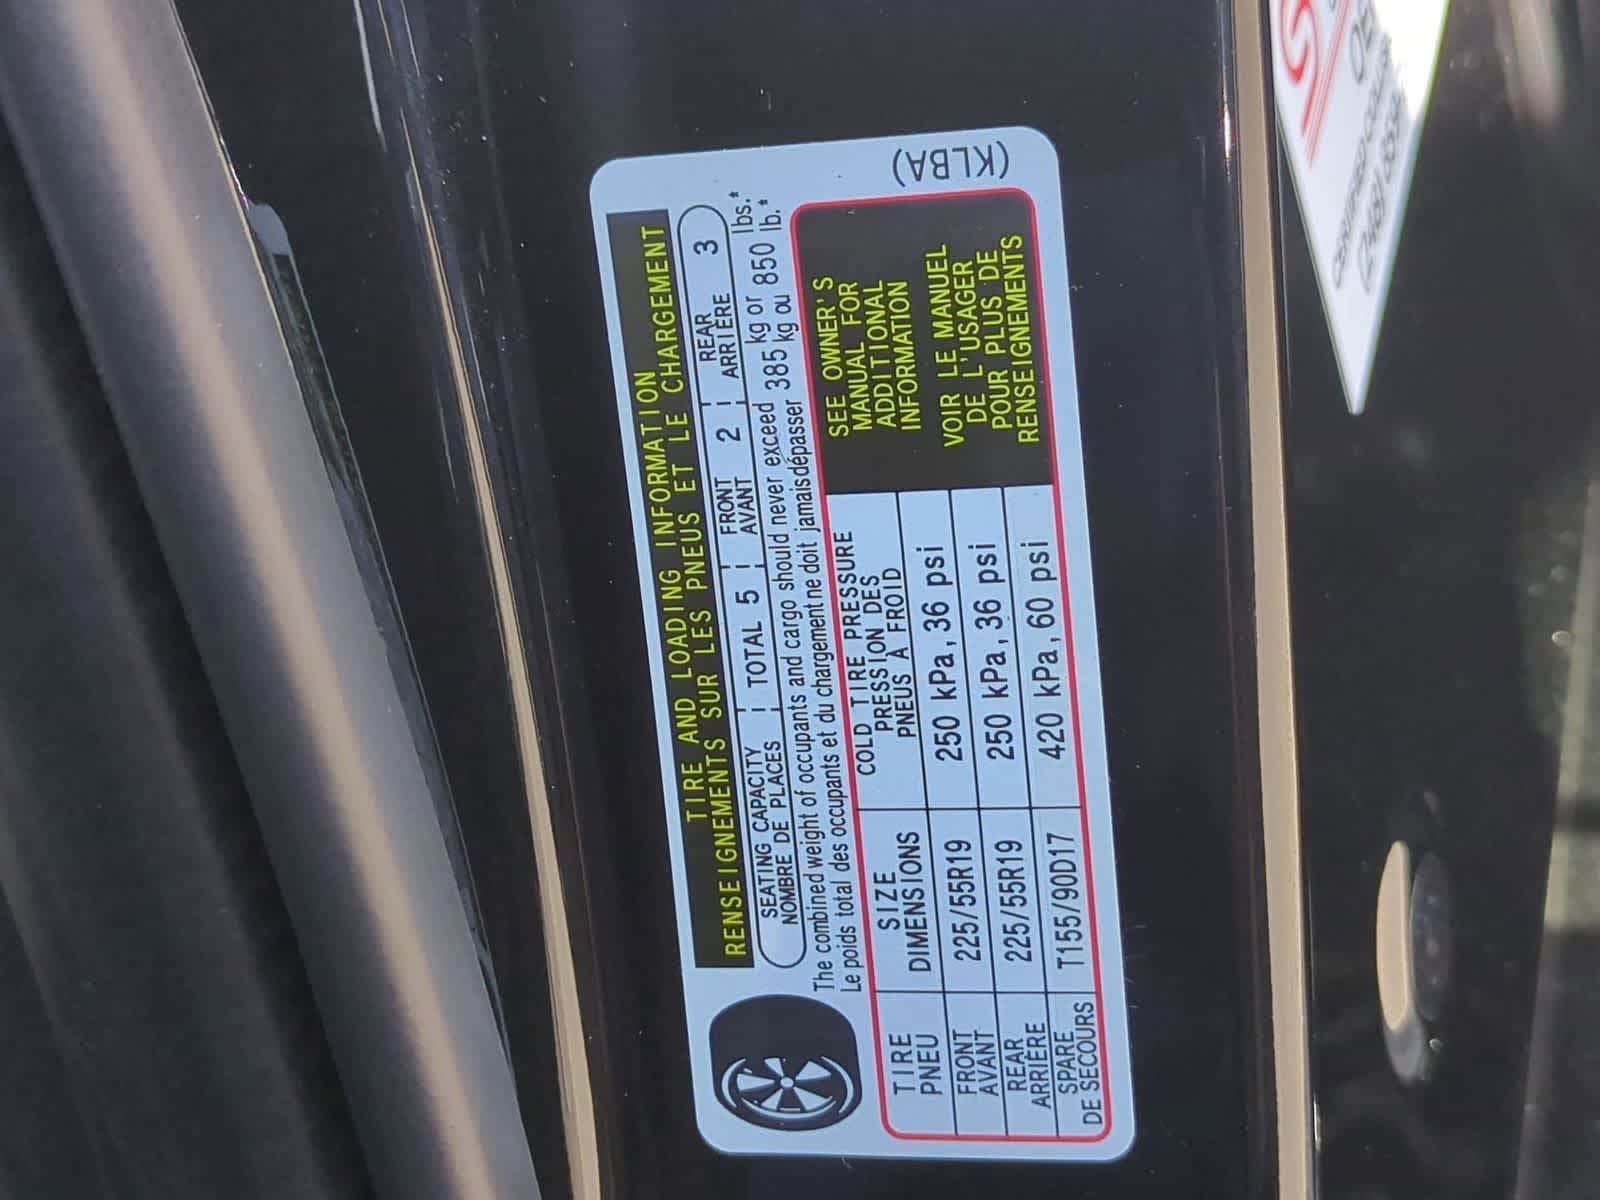 TIRE AND LOADING INFORMATION
RENSEIGNEMENTS SUR LES PNEUS ET LE CHARGEMENT
SEATING CAPACITY
NOMBRE DE PLACES
TOTAL 5
FRONT
AVANT
2
REAR
ARRIÈRE
3
The combined weight of occupants and cargo should never exceed 385 kg or 850 lbs.*
Le poids total des occupants et du chargement ne doit jamais dépasser 385 kg ou 850 lb.*
TIRE
PNEU
SIZE
DIMENSIONS
COLD TIRE PRESSURE
PRESSION DES
PNEUS À FROID
FRONT
AVANT
225/55R19
250 kPa, 36 psi
REAR
ARRIÈRE
225/55R19
250 kPa, 36 psi
SPARE
DE SECOURS
T155/90D17
420 kPa, 60 psi
SEE OWNER'S
MANUAL FOR
ADDITIONAL
INFORMATION
VOIR LE MANUEL
DE L'USAGER
POUR PLUS DE
RENSEIGNEMENTS
(KLBA)